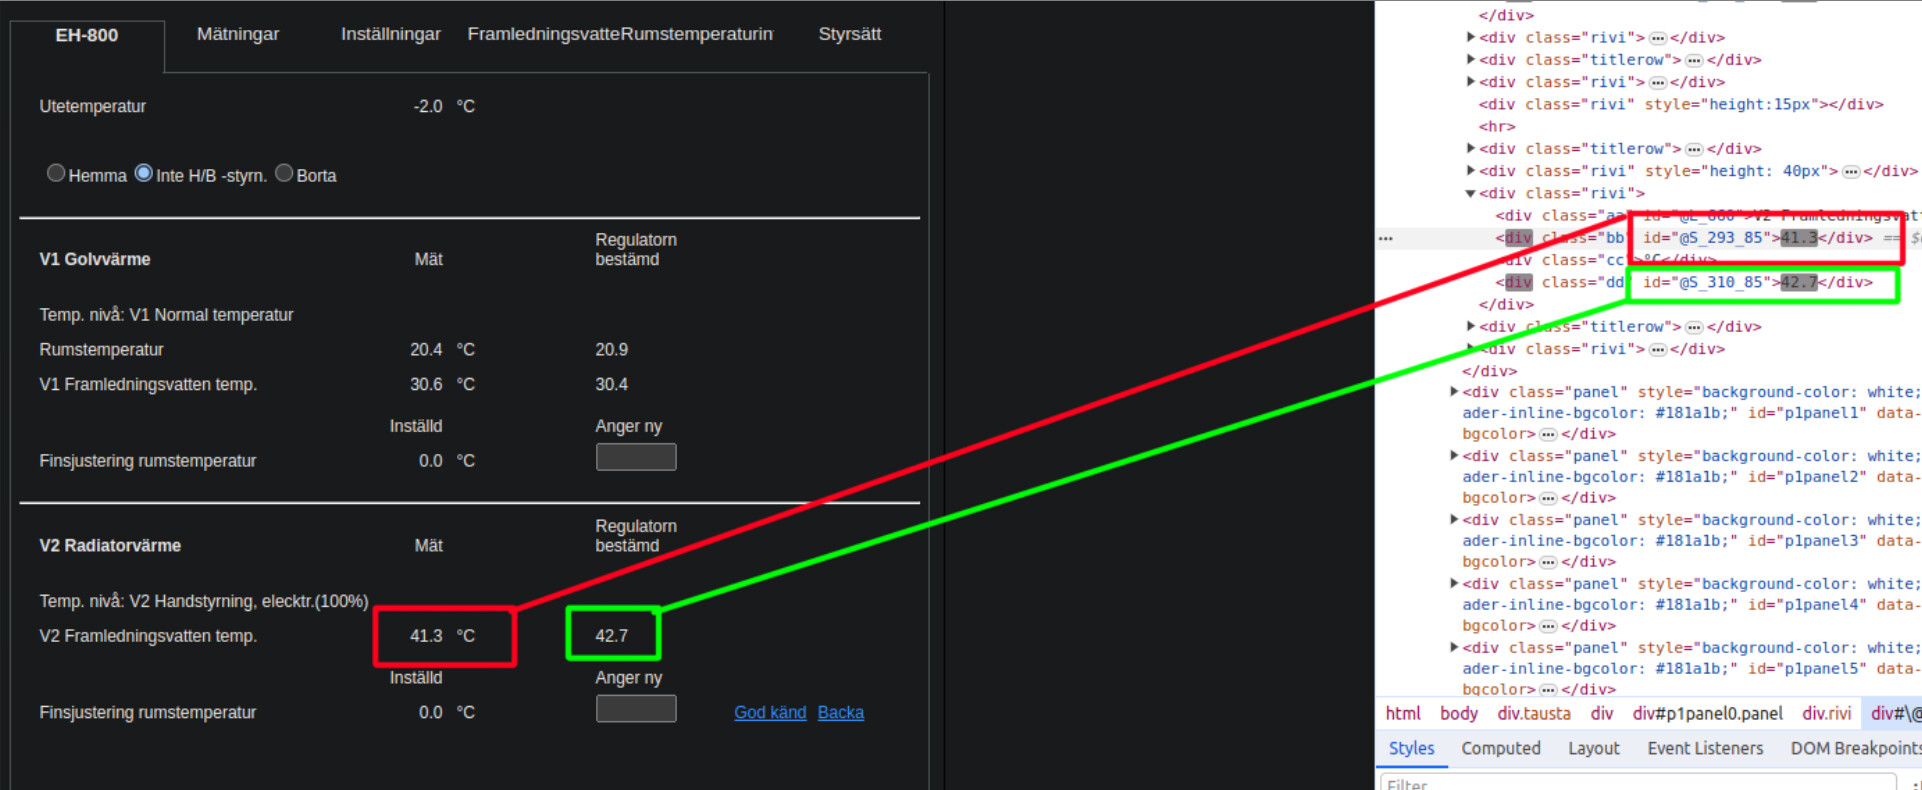 EH-800 Mätningar Inställningar FramledningsvatteRumstemperaturin Styrsätt
Utetemperatur -2.0 °C
Hemma Inte H/B -styrn. Borta
V1 Golvvärme Mät Regulatorn
bestämd
Temp. nivå: V1 Normal temperatur
Rumstemperatur 20.4 °C 20.9
V1 Framledningsvatten temp. 30.6 °C 30.4
Inställd Anger ny
Finsjustering rumstemperatur 0.0 °C
V2 Radiatorvärme Mät Regulatorn
bestämd
Temp. nivå: V2 Handstyrning, elecktr.(100%)
V2 Framledningsvatten temp. 41.3 °C 42.7
Inställd Anger ny
Finsjustering rumstemperatur 0.0 °C God känd Backa
</div>
<div class="rivi">…</div>
<div class="titlerow">…</div>
<div class="rivi">…</div>
<div class="rivi" style="height:15px"></div>
<hr>
<div class="titlerow">…</div>
<div class="rivi" style="height: 40px">…</div>
<div class="rivi">
<div class="aa" id="@L_860">V2 Framledningsvatt
… <div class="bb" id="@S_293_85">41.3</div> == $
<div class="cc">°C</div>
<div class="dd" id="@S_310_85">42.7</div>
</div>
<div class="titlerow">…</div>
<div class="rivi">…</div>
</div>
<div class="panel" style="background-color: white;
ader-inline-bgcolor: #181a1b;" id="p1panel1" data-
bgcolor>…</div>
<div class="panel" style="background-color: white;
ader-inline-bgcolor: #181a1b;" id="p1panel2" data-
bgcolor>…</div>
<div class="panel" style="background-color: white;
ader-inline-bgcolor: #181a1b;" id="p1panel3" data-
bgcolor>…</div>
<div class="panel" style="background-color: white;
ader-inline-bgcolor: #181a1b;" id="p1panel4" data-
bgcolor>…</div>
<div class="panel" style="background-color: white;
ader-inline-bgcolor: #181a1b;" id="p1panel5" data-
bgcolor>…</div>
html body div.tausta div div#p1panel0.panel div.rivi div#\@
Styles Computed Layout Event Listeners DOM Breakpoints
Filter